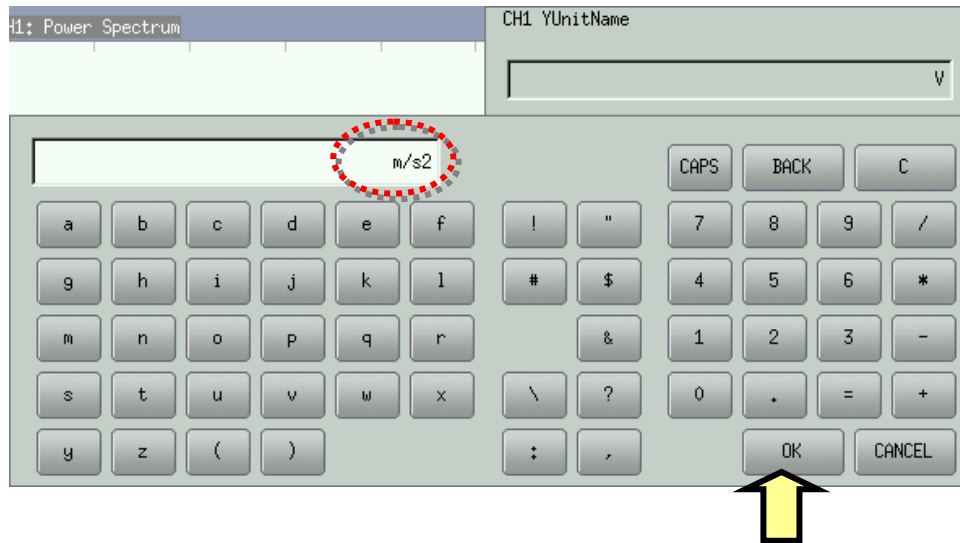 H1: Power Spectrum
CH1 YUnitName
V
m/s2
CAPS BACK C
a b c d e f ! " 7 8 9 /
g h i j k l # $ 4 5 6 *
m n o p q r & 1 2 3 -
s t u v w x \ ? 0 . = +
y z ( ) : , OK CANCEL